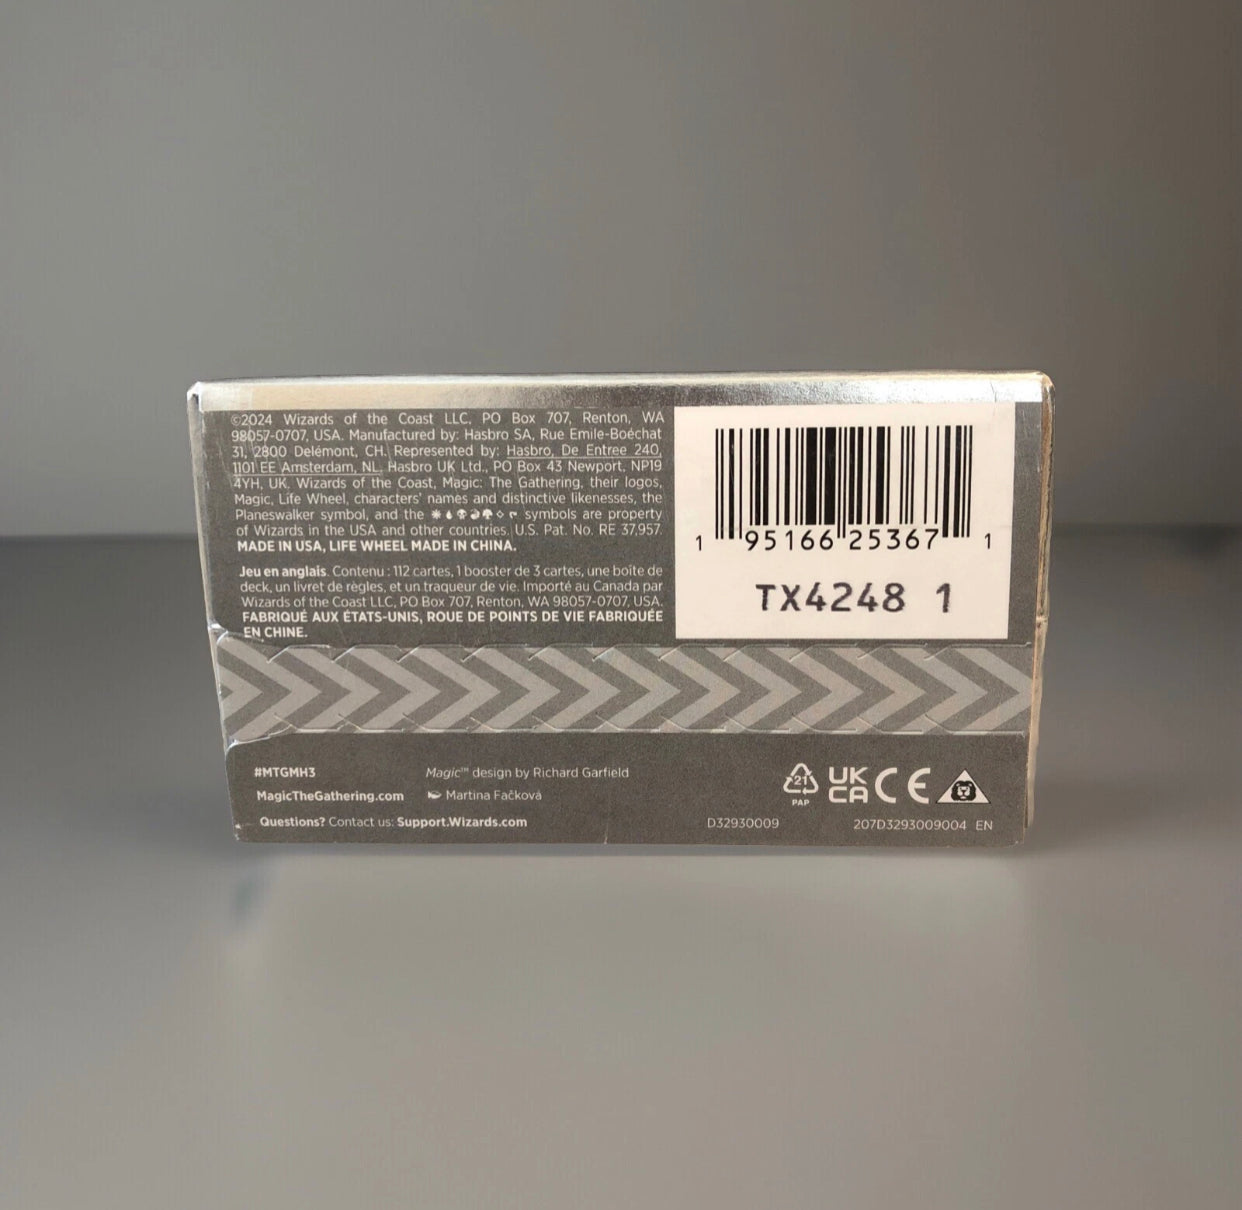 ©2024 Wizards of the Coast LLC, PO Box 707, Renton, WA
98057-0707, USA. Manufactured by: Hasbro SA, Rue Emile-Boéchat
31, 2800 Delémont, CH. Represented by: Hasbro, De Entree 240,
1101 EE Amsterdam, NL, Hasbro UK Ltd., PO Box 43 Newport, NP19
4YH, UK. Wizards of the Coast, Magic: The Gathering, their logos,
Magic, Life Wheel, characters' names and distinctive likenesses, the
Planeswalker symbol, and the symbols are property
of Wizards in the USA and other countries. U.S. Pat. No. RE 37,957.
MADE IN USA, LIFE WHEEL MADE IN CHINA.
Jeu en anglais. Contenu : 112 cartes, 1 booster de 3 cartes, une boîte de
deck, un livret de règles, et un traqueur de vie. Importé au Canada par
Wizards of the Coast LLC, PO Box 707, Renton, WA 98057-0707, USA.
FABRIQUÉ AUX ÉTATS-UNIS, ROUE DE POINTS DE VIE FABRIQUÉE
EN CHINE.
1 95166 25367 1
TX4248 1
#MTGMH3
MagicTheGathering.com
Questions? Contact us: Support.Wizards.com
Magic™ design by Richard Garfield
Martina Fačková
21
PAP
UK
CA
CE
D32930009
207D3293009004 EN